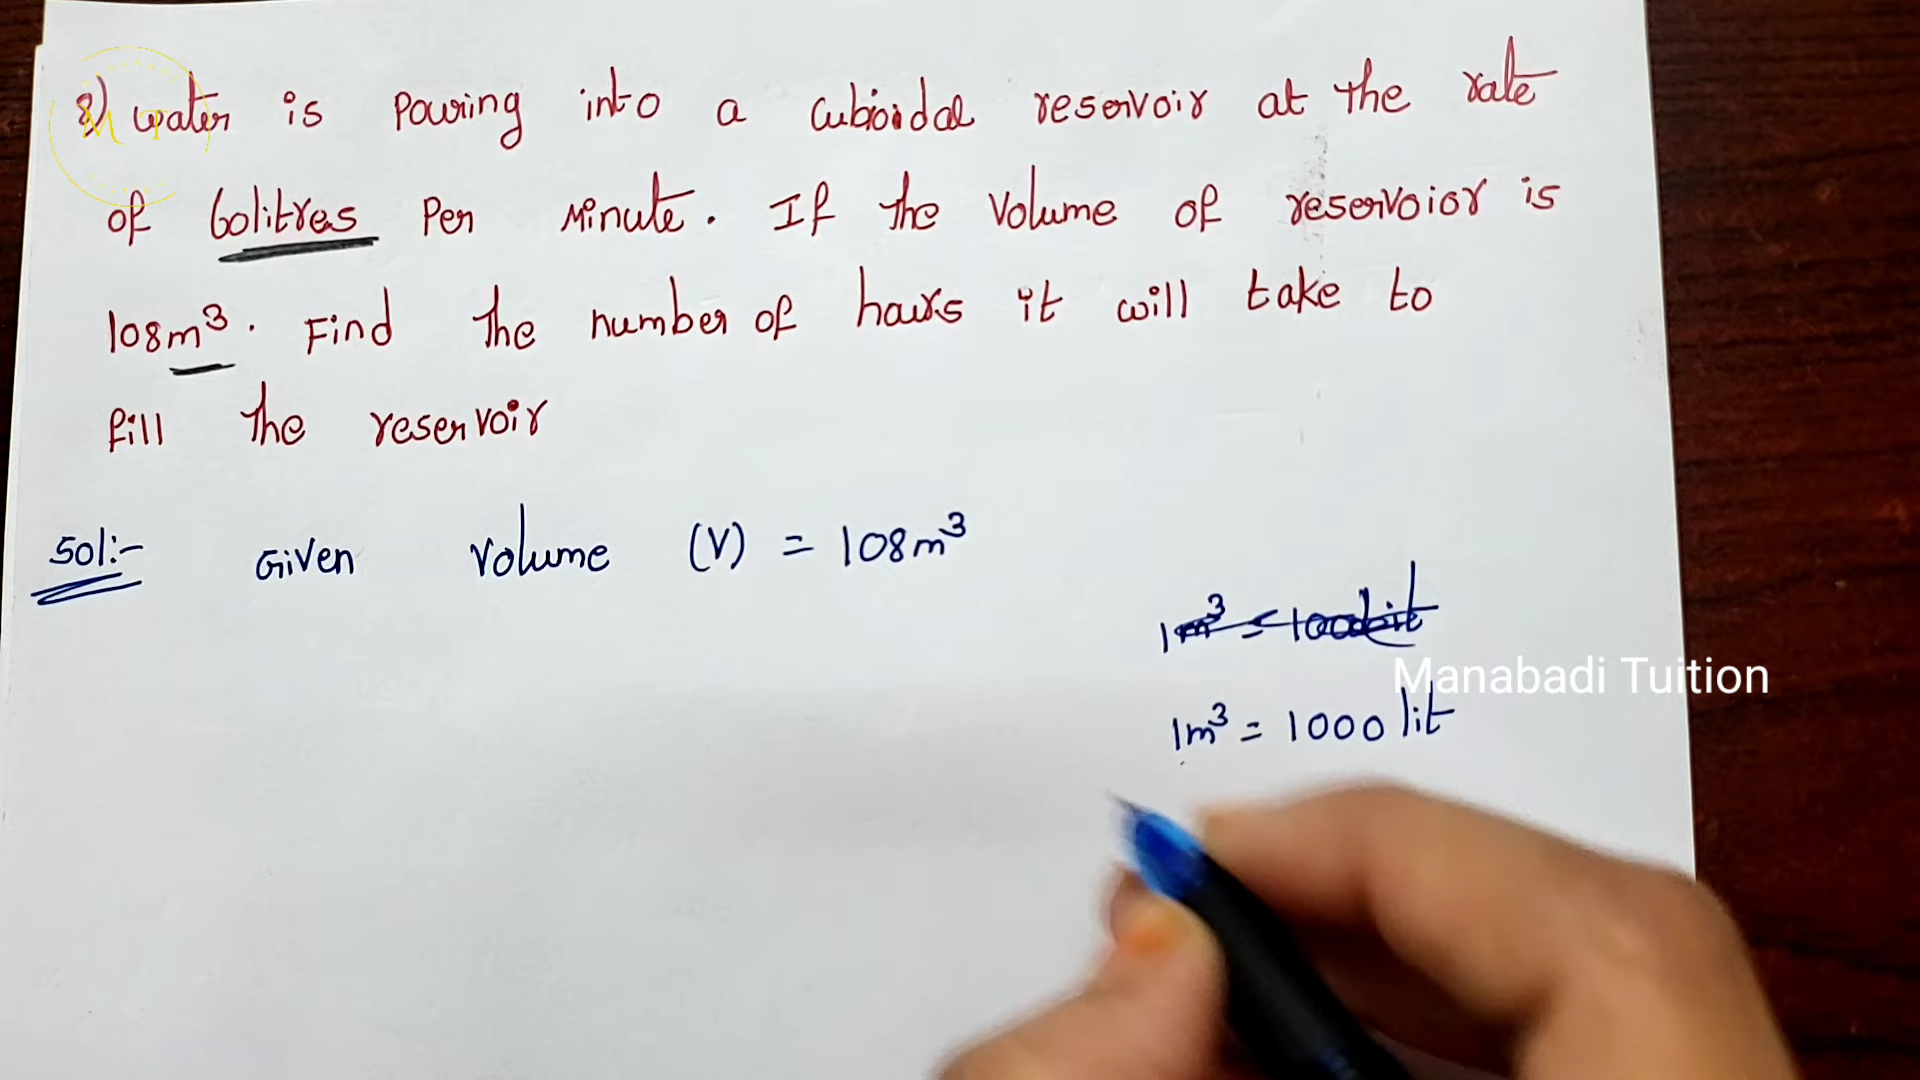 8) water is pouring into a cuboidal reservoir at the rate
of 60litres per minute. If the volume of reservoior is
108m³. Find the number of hours it will take to
fill the reservoir
Sol:- Given volume (V) = 108m³
1m³ = 1000 lit
Manabadi Tuition